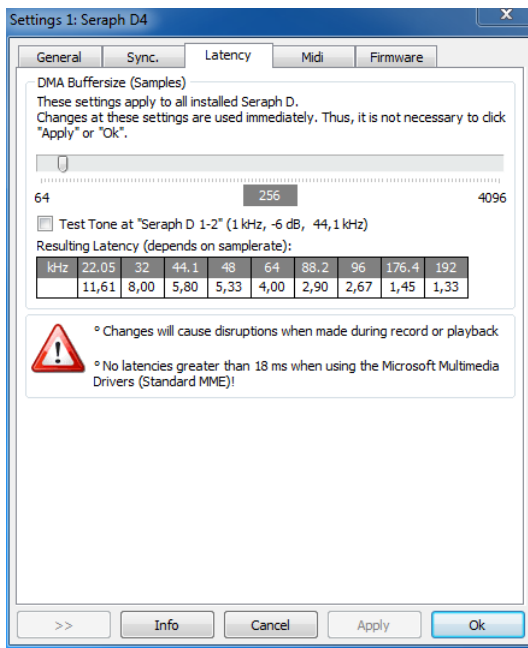 Settings 1: Seraph D4
X
General Sync. Latency Midi Firmware
DMA Buffersize (Samples)
These settings apply to all installed Seraph D.
Changes at these settings are used immediately. Thus, it is not necessary to click
"Apply" or "Ok".
64 256 4096
Test Tone at "Seraph D 1-2" (1 kHz, -6 dB, 44,1 kHz)
Resulting Latency (depends on samplerate):
kHz 22.05 32 44.1 48 64 88.2 96 176.4 192
11,61 8,00 5,80 5,33 4,00 2,90 2,67 1,45 1,33
° Changes will cause disruptions when made during record or playback
° No latencies greater than 18 ms when using the Microsoft Multimedia
Drivers (Standard MME)!
>> Info Cancel Apply Ok